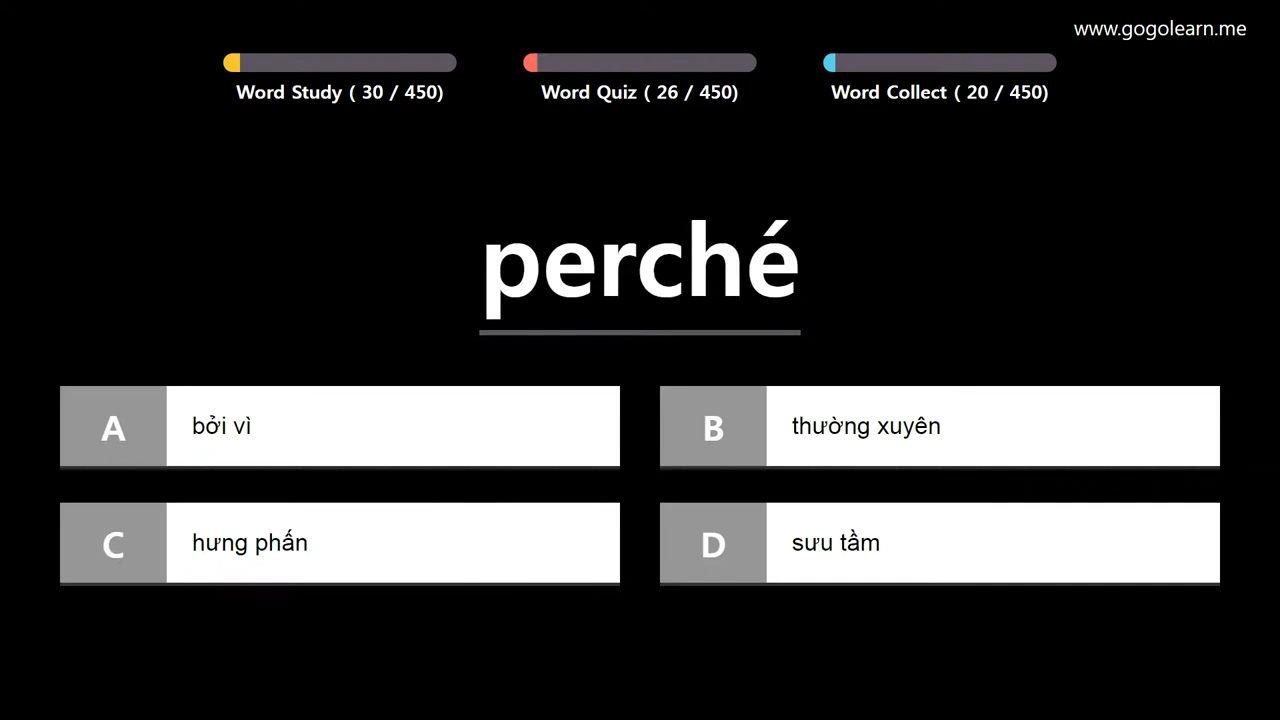 www.gogolearn.me
Word Study ( 30 / 450)
Word Quiz ( 26 / 450)
Word Collect ( 20 / 450)
perché
A
bởi vì
B
thường xuyên
C
hưng phấn
D
sưu tầm